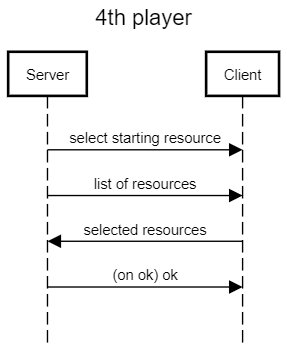 4th player
Server
Client
select starting resource
list of resources
selected resources
(on ok) ok